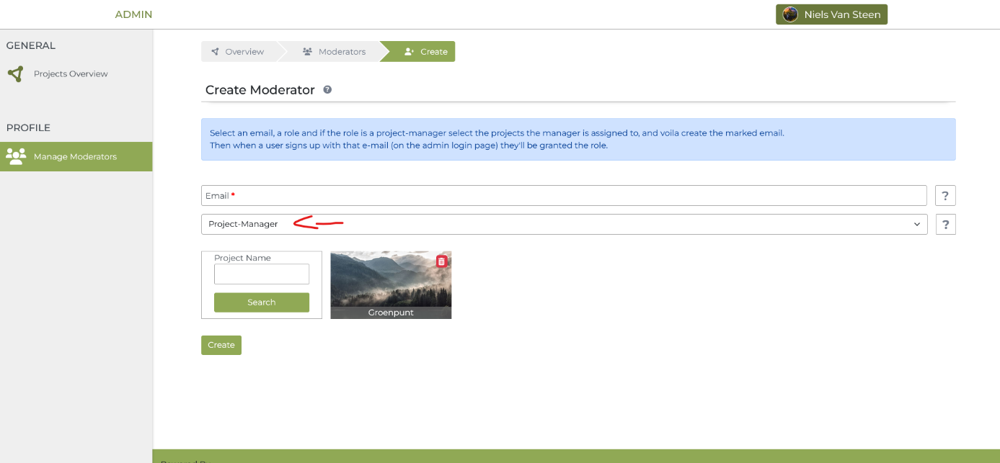 ADMIN
Niels Van Steen
GENERAL
Projects Overview
PROFILE
Manage Moderators
Overview
Moderators
Create
Create Moderator ?
Select an email, a role and if the role is a project-manager select the projects the manager is assigned to, and voila create the marked email.
Then when a user signs up with that e-mail (on the admin login page) they'll be granted the role.
Email *
?
Project-Manager
?
Project Name
Search
Groenpunt
Create